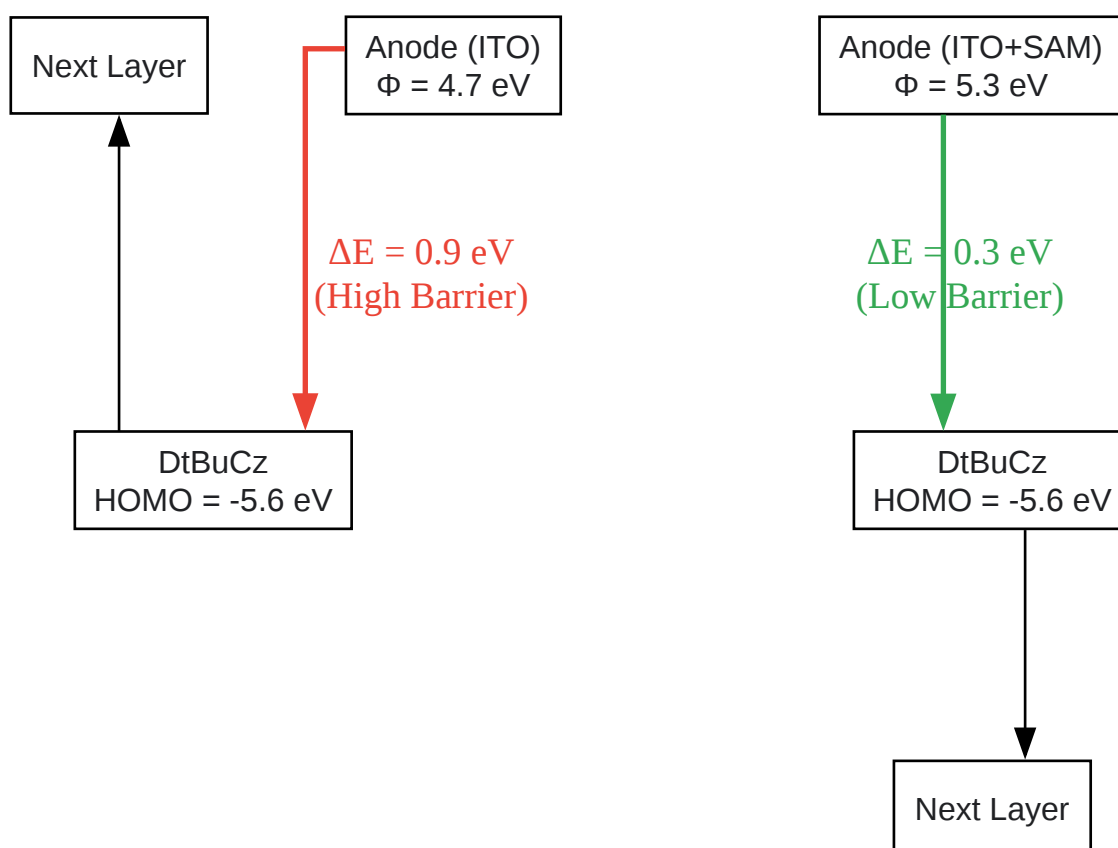 Next Layer
Anode (ITO)
Φ = 4.7 eV
ΔE = 0.9 eV
(High Barrier)
DtBuCz
HOMO = -5.6 eV
Anode (ITO+SAM)
Φ = 5.3 eV
ΔE = 0.3 eV
(Low Barrier)
DtBuCz
HOMO = -5.6 eV
Next Layer